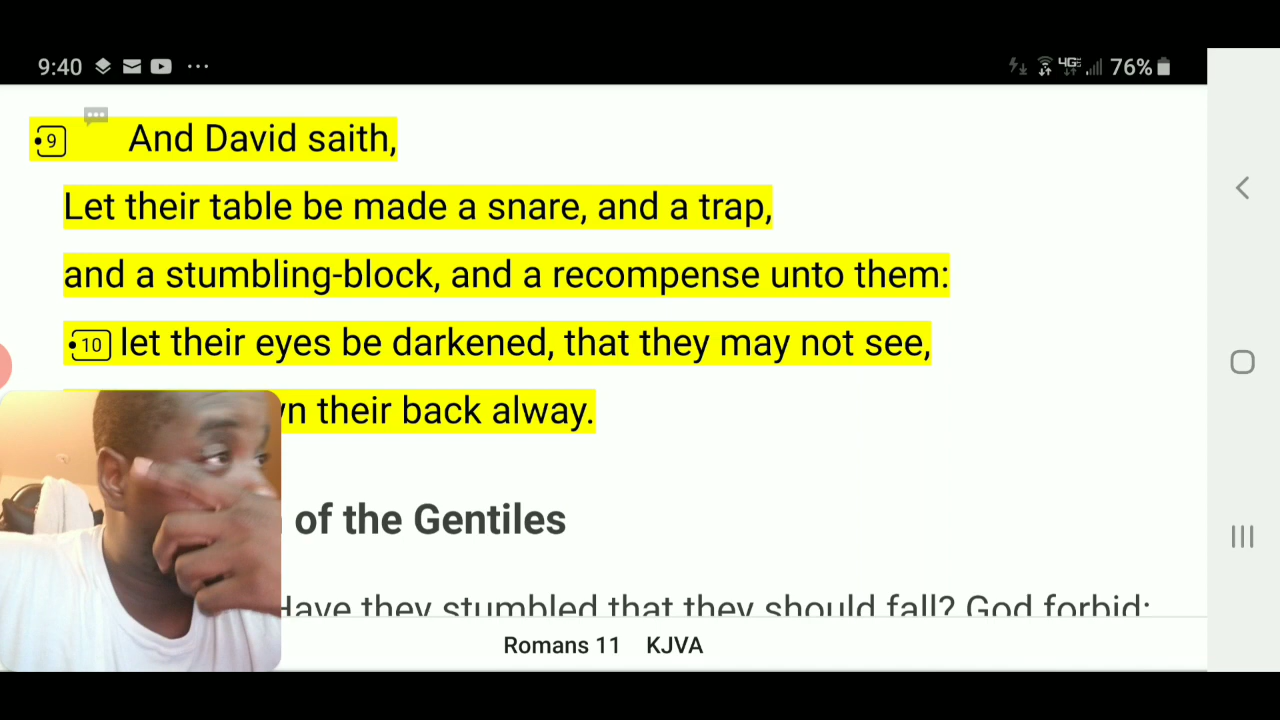 9:40 ... 4GE 76%
9 And David saith,
Let their table be made a snare, and a trap,
and a stumbling-block, and a recompense unto them:
10 let their eyes be darkened, that they may not see,
their back alway.
of the Gentiles
Have they stumbled that they should fall? God forbid:
Romans 11 KJVA